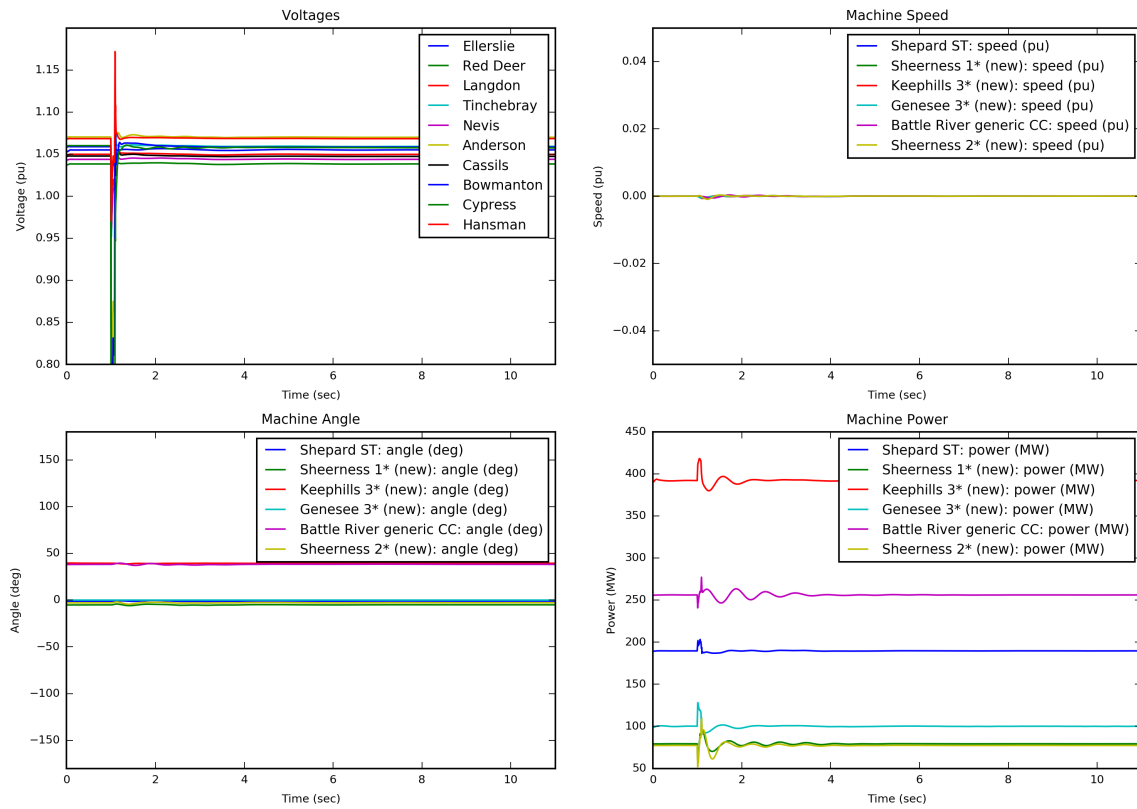 Voltages
Voltage (pu)
1.15
1.10
1.05
1.00
0.95
0.90
0.85
0.80
Ellerslie
Red Deer
Langdon
Tinchebray
Nevis
Anderson
Cassils
Bowmanton
Cypress
Hansman
0 2 4 6 8 10
Time (sec)
Machine Speed
Speed (pu)
0.04
0.02
0.00
−0.02
−0.04
Shepard ST: speed (pu)
Sheerness 1* (new): speed (pu)
Keephills 3* (new): speed (pu)
Genesee 3* (new): speed (pu)
Battle River generic CC: speed (pu)
Sheerness 2* (new): speed (pu)
0 2 4 6 8 10
Time (sec)
Machine Angle
Angle (deg)
150
100
50
0
−50
−100
−150
Shepard ST: angle (deg)
Sheerness 1* (new): angle (deg)
Keephills 3* (new): angle (deg)
Genesee 3* (new): angle (deg)
Battle River generic CC: angle (deg)
Sheerness 2* (new): angle (deg)
0 2 4 6 8 10
Time (sec)
Machine Power
Power (MW)
450
400
350
300
250
200
150
100
50
Shepard ST: power (MW)
Sheerness 1* (new): power (MW)
Keephills 3* (new): power (MW)
Genesee 3* (new): power (MW)
Battle River generic CC: power (MW)
Sheerness 2* (new): power (MW)
0 2 4 6 8 10
Time (sec)